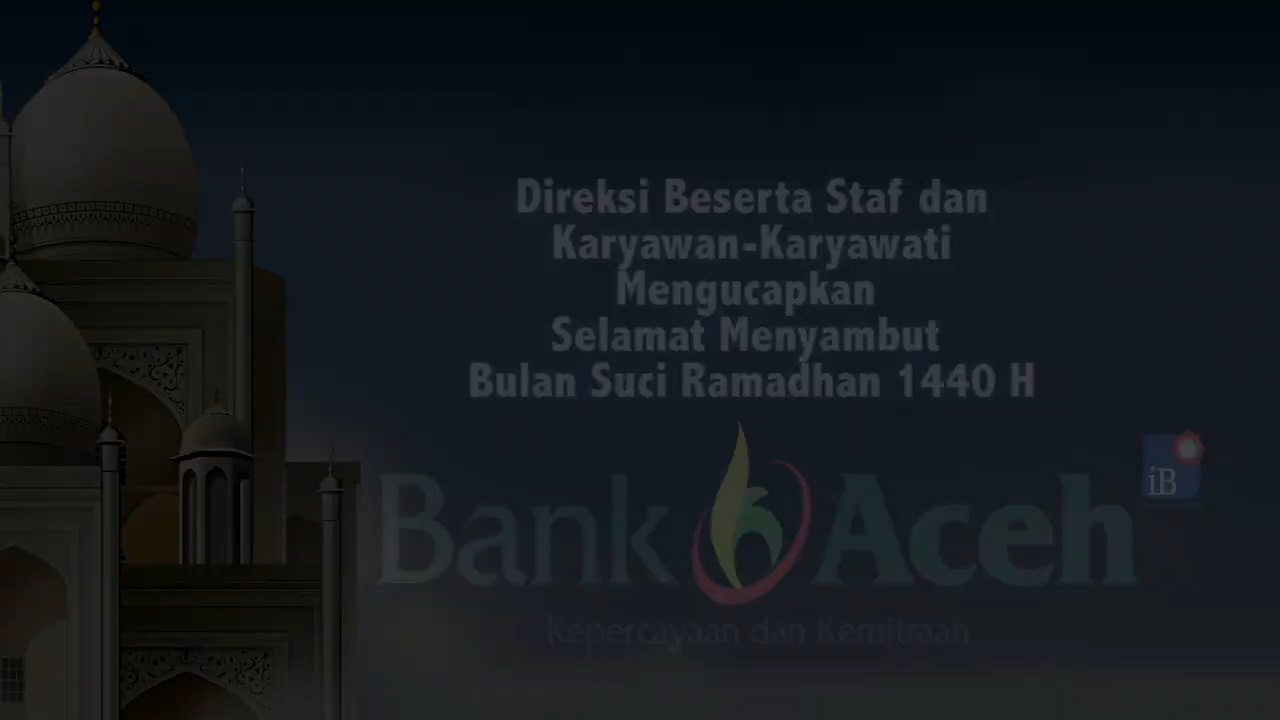 Direksi Beserta Staf dan
Karyawan-Karyawati
Mengucapkan
Selamat Menyambut
Bulan Suci Ramadhan 1440 H
Bank Aceh
iB
Kepercayaan dan Kemitraan